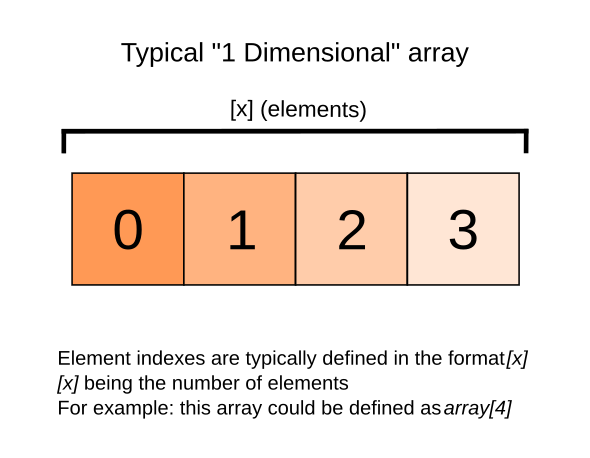 Typical "1 Dimensional" array
[x] (elements)
0 1 2 3
Element indexes are typically defined in the format [x]
[x] being the number of elements
For example: this array could be defined as array[4]